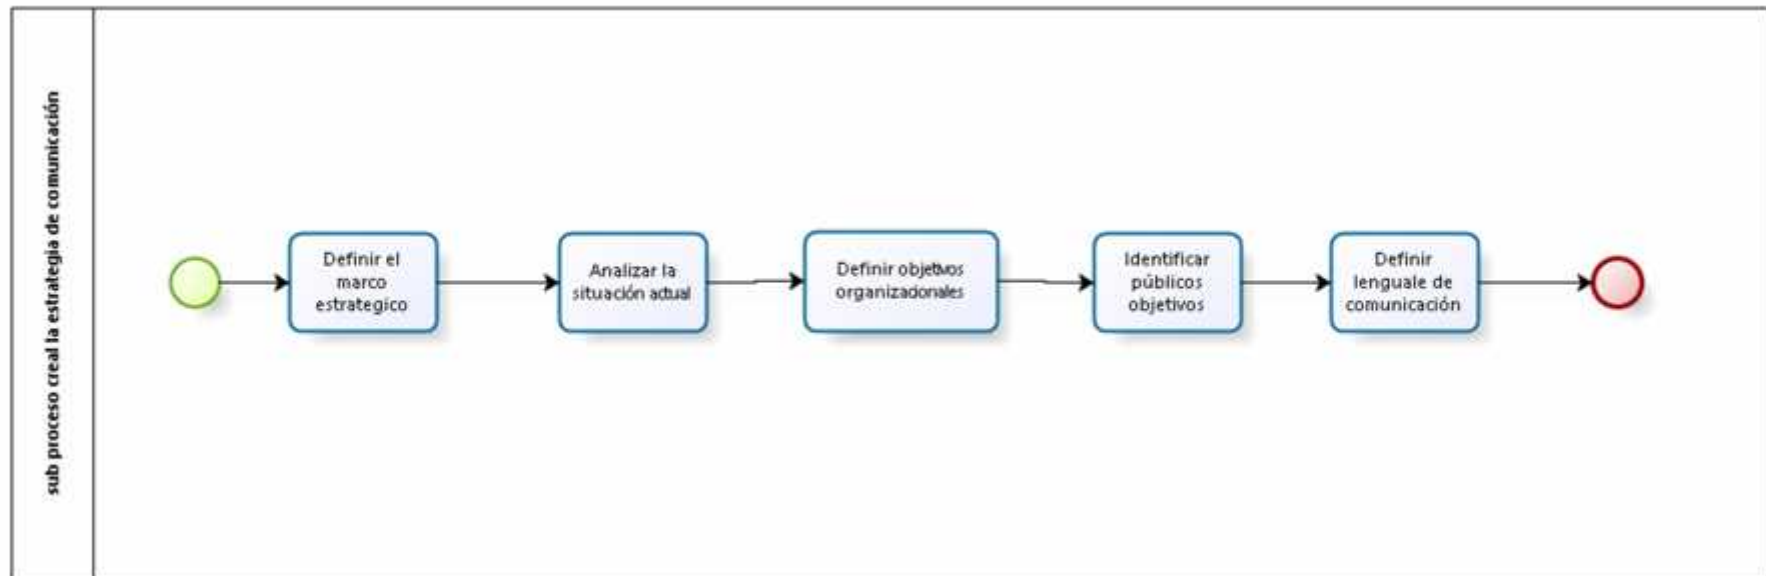 sub proceso creal la estrategia de comunicación
Definir el
marco
estrategico
Analizar la
situación actual
Definir objetivos
organizacionales
Identificar
públicos
objetivos
Definir
lenguale de
comunicación